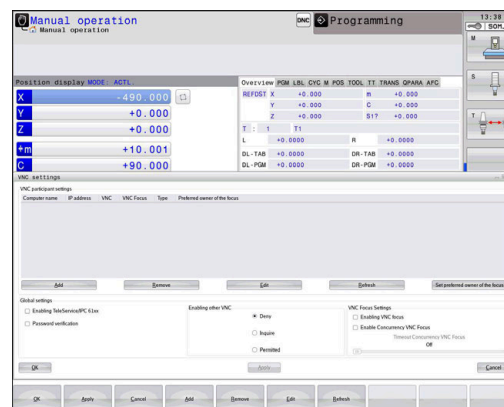 Manual operation
Manual operation
DNC
Programming
13:38
M
S
T
Position display MODE: ACTL.
X -490.000
Y +0.000
Z +0.000
+m +10.001
C +90.000
Overview PGM LBL CYC M POS TOOL TT TRANS QPARA AFC
REFDST X +0.000 m +0.000
Y +0.000 C +0.000
Z +0.000 S1? +0.000
T : 1 T1
L +0.0000 R +0.0000
DL-TAB +0.0000 DR-TAB +0.0000
DL-PGM +0.0000 DR-PGM +0.0000
VNC settings
VNC participant settings
Computer name IP address VNC VNC Focus Type Preferred owner of the focus
Add Remove Edit Refresh Set preferred owner of the focus
Global settings
Enabling TeleService/IPC 61xx
Password verification
Enabling other VNC
Deny
Inquire
Permitted
VNC Focus Settings
Enabling VNC focus
Enable Concurrency VNC Focus
Timeout Concurrency VNC Focus
Off
OK Apply Cancel
OK Apply Cancel Add Remove Edit Refresh